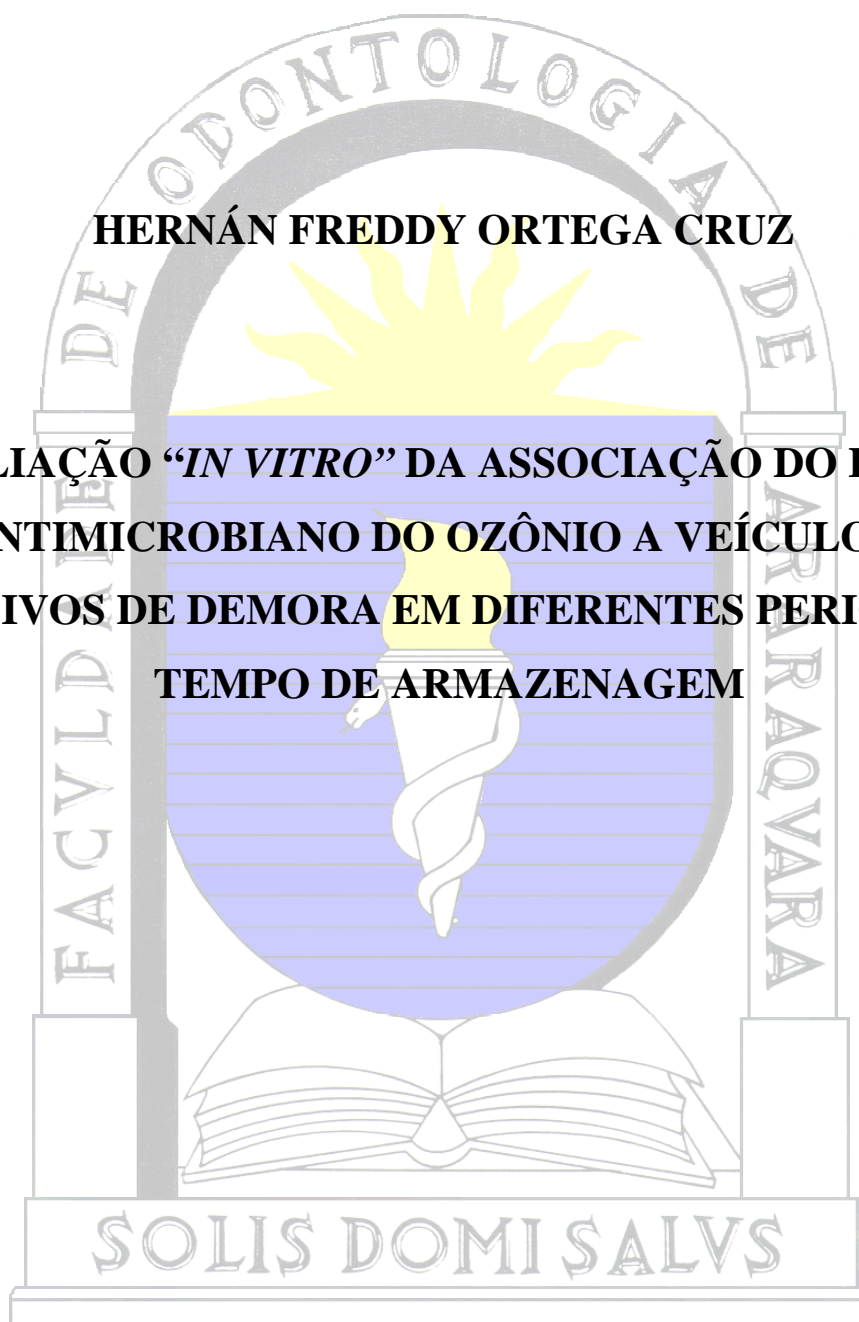 FACVLDADE DE ODONTOLOGIA DE ARARAQVARA
HERNÁN FREDDY ORTEGA CRUZ
LIAÇÃO “IN VITRO” DA ASSOCIAÇÃO DO
NTIMICROBIANO DO OZÔNIO A VEÍCULO
IVOS DE DEMORA EM DIFERENTES PERI
TEMPO DE ARMAZENAGEM
SOLIS DOMI SALVS